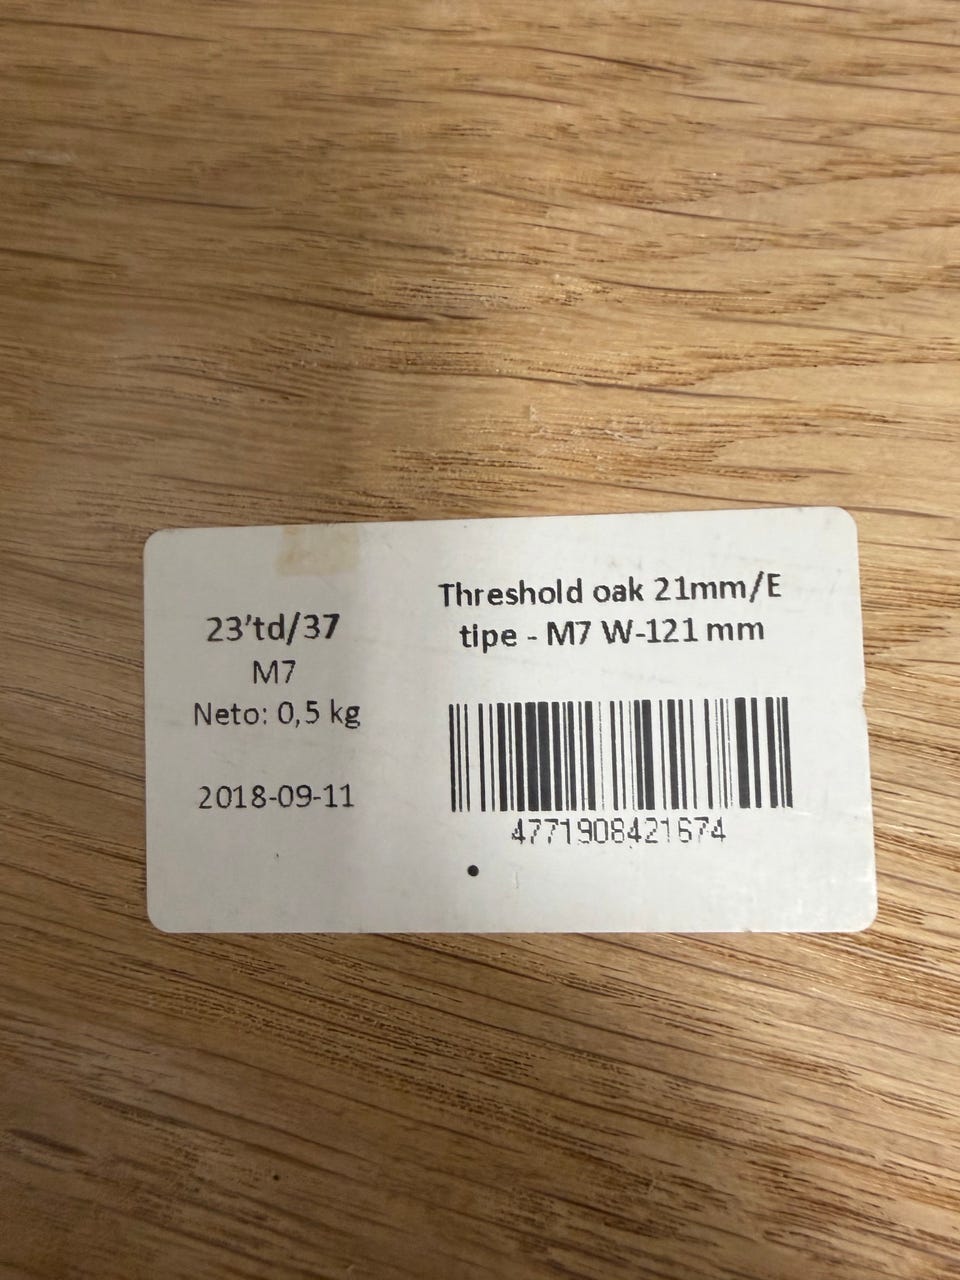 23'td/37
M7
Neto: 0,5 kg
2018-09-11
Threshold oak 21mm/E
tipe - M7 W-121 mm
4771908421674